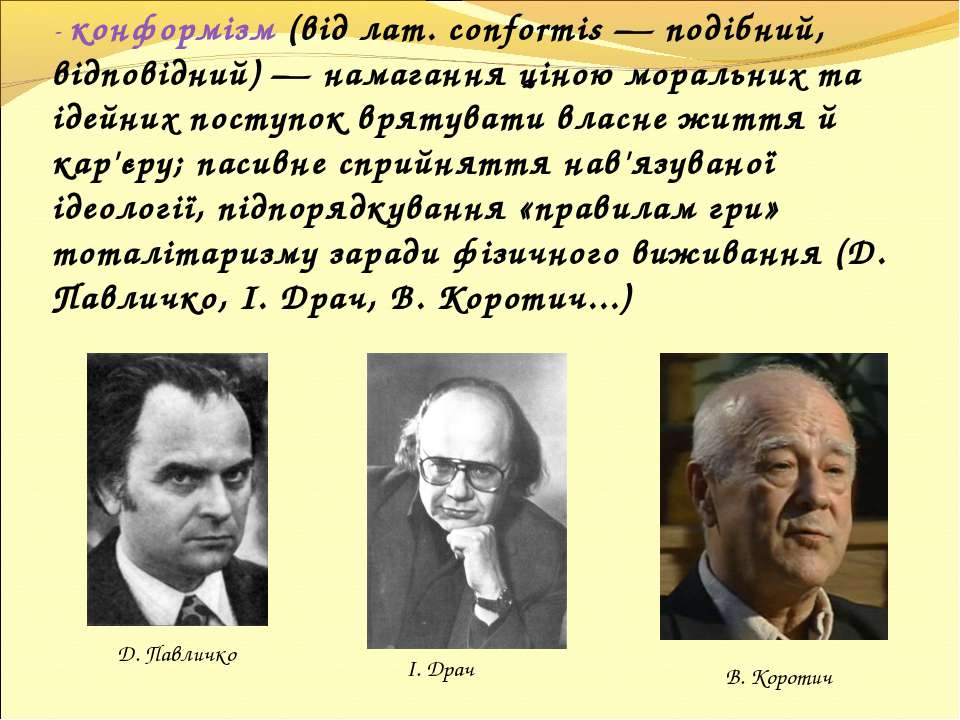 - конформізм (від лат. conformis — подібний,
відповідний) — намагання ціною моральних та
ідейних поступок врятувати власне життя й
кар'єру; пасивне сприйняття нав'язуваної
ідеології, підпорядкування «правилам гри»
тоталітаризму заради фізичного виживання (Д.
Павличко, І. Драч, В. Коротич...)
Д. Павличко
І. Драч
В. Коротич